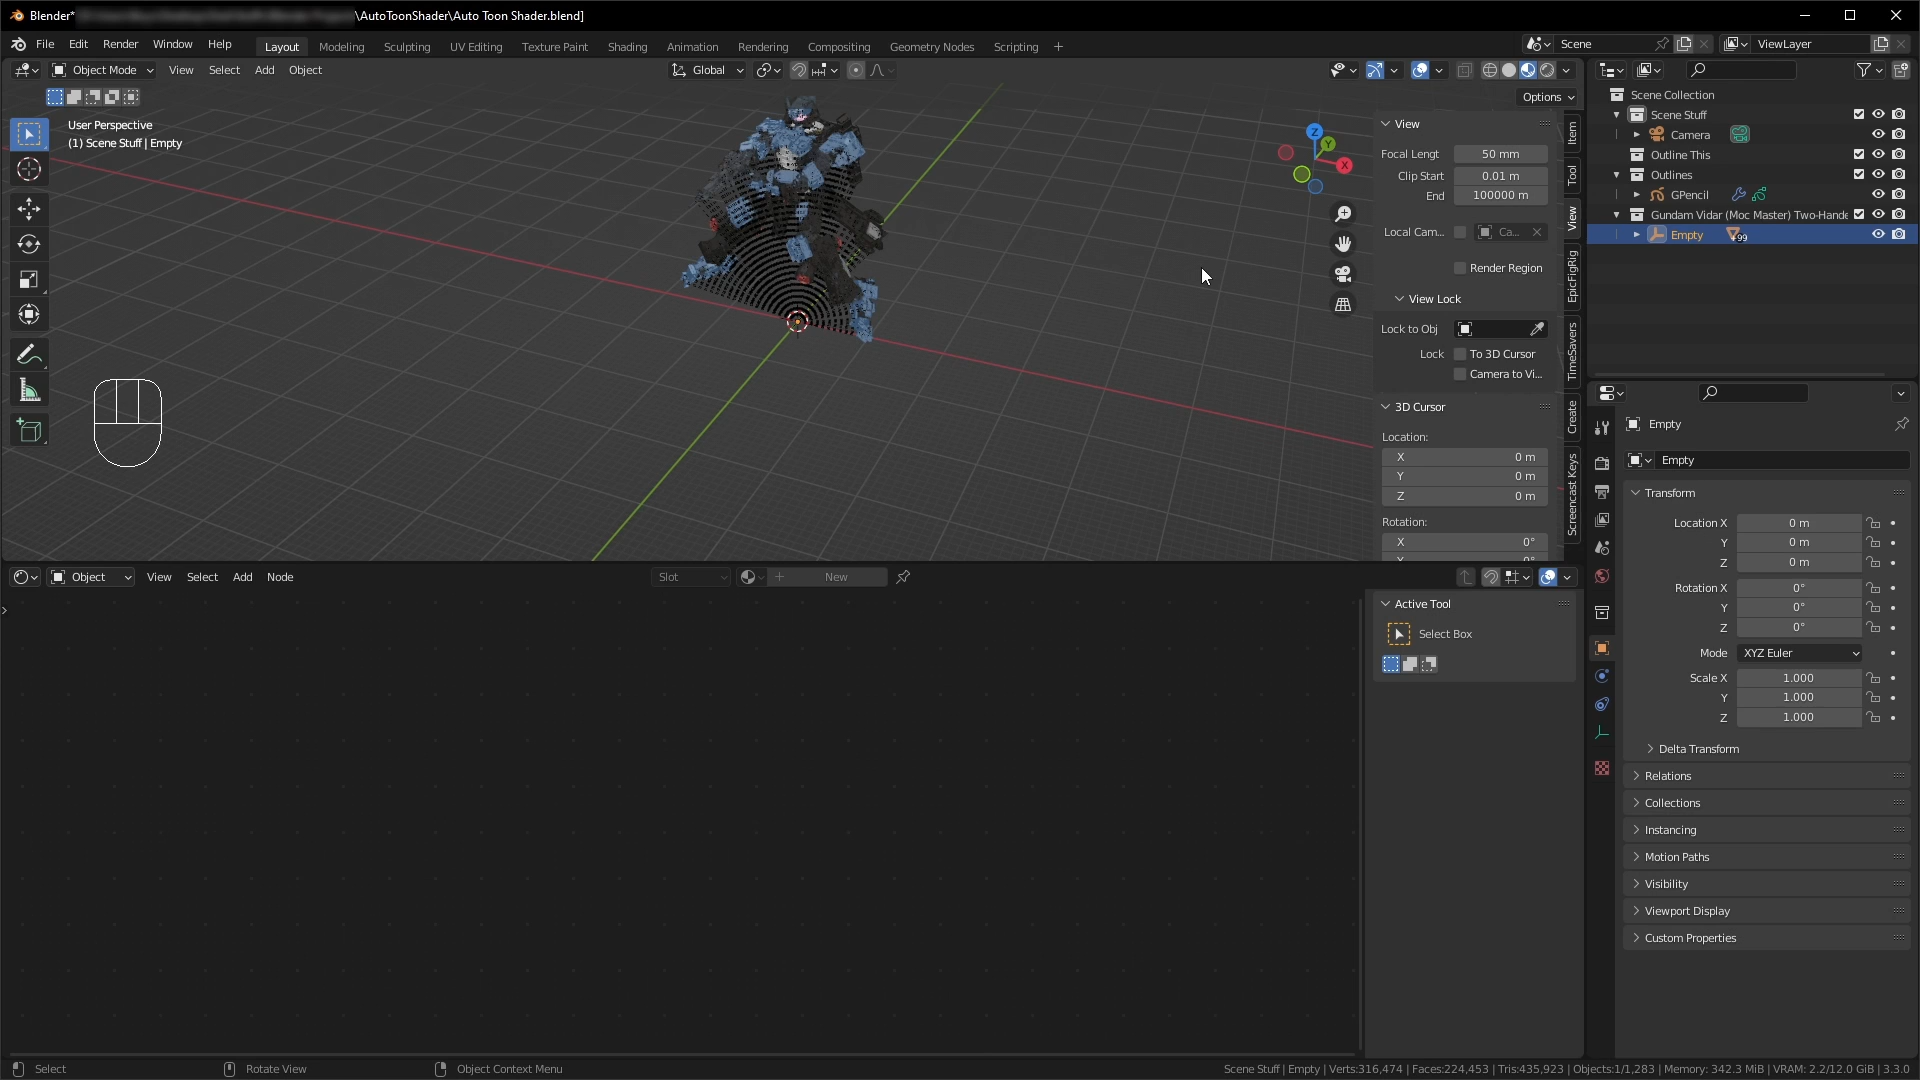 Blender*
\AutoToonShader\Auto Toon Shader.blend]
File Edit Render Window Help
Layout Modeling Sculpting UV Editing Texture Paint Shading Animation Rendering Compositing Geometry Nodes Scripting +
Scene
ViewLayer
Object Mode View Select Add Object
Global
Options
User Perspective
(1) Scene Stuff | Empty
Z
Y
X
View
Focal Lengt 50 mm
Clip Start 0.01 m
End 100000 m
Local Cam... Ca...
Render Region
View Lock
Lock to Obj
Lock To 3D Cursor
Camera to Vi...
3D Cursor
Location:
X 0 m
Y 0 m
Z 0 m
Rotation:
X 0°
Item
Tool
View
EpicFigRig
TimeSavers
Create
Screencast Keys
Scene Collection
Scene Stuff
Camera
Outline This
Outlines
GPencil
Gundam Vidar (Moc Master) Two-Hande
Empty
99
Empty
Empty
Transform
Location X 0 m
Y 0 m
Z 0 m
Rotation X 0°
Y 0°
Z 0°
Mode XYZ Euler
Scale X 1.000
Y 1.000
Z 1.000
Delta Transform
Relations
Collections
Instancing
Motion Paths
Visibility
Viewport Display
Custom Properties
Object View Select Add Node
Slot
New
Active Tool
Select Box
Select
Rotate View
Object Context Menu
Scene Stuff | Empty | Verts:316,474 | Faces:224,453 | Tris:435,923 | Objects:1/1,283 | Memory: 342.3 MiB | VRAM: 2.2/12.0 GiB | 3.3.0